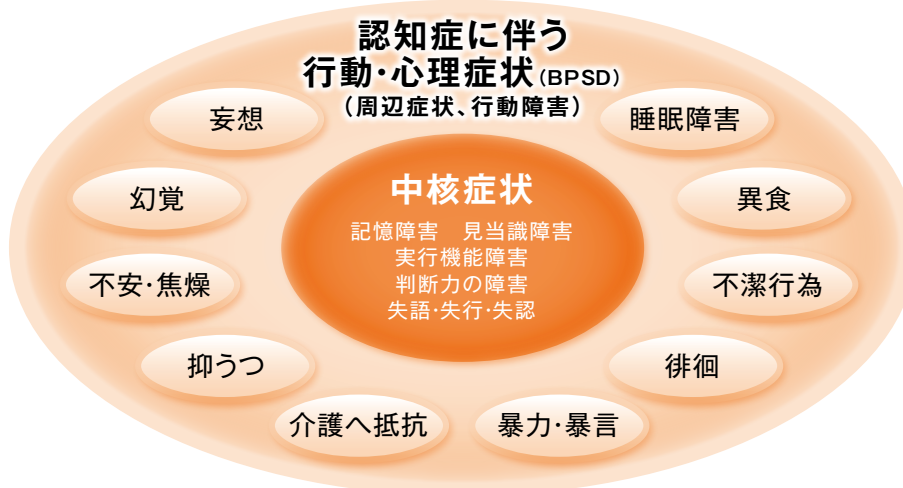 認知症に伴う
行動・心理症状(BPSD)
(周辺症状、行動障害)
妄想
睡眠障害
幻覚
異食
不安・焦燥
不潔行為
抑うつ
徘徊
介護へ抵抗
暴力・暴言
中核症状
記憶障害　見当識障害
実行機能障害
判断力の障害
失語・失行・失認